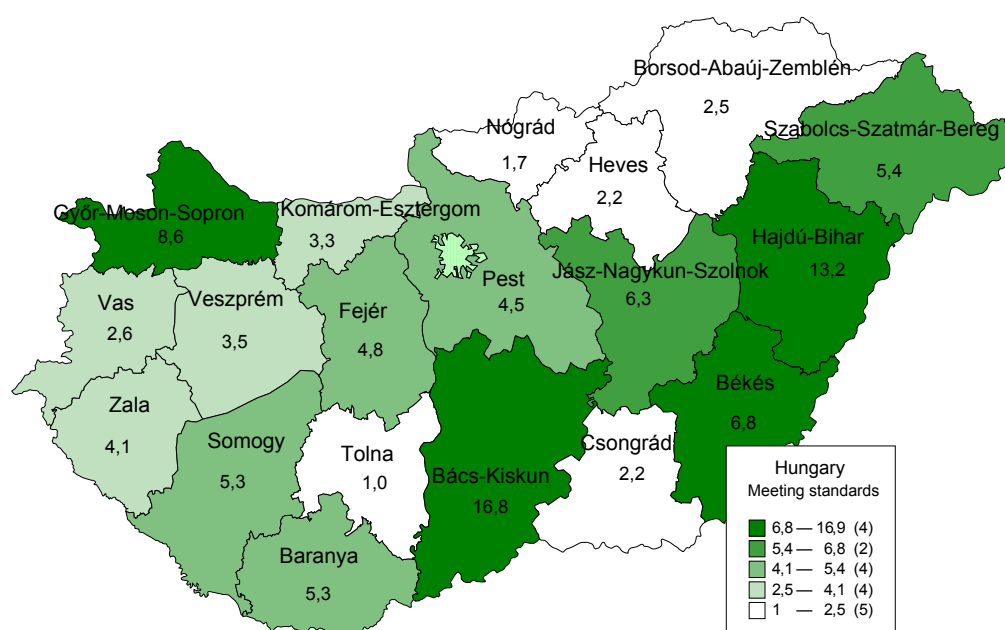 Borsod-Abaúj-Zemblén
2,5
Nógrád
1,7
Szabolcs-Szatmár-Bereg
5,4
Heves
2,2
Győr-Moson-Sopron
8,6
Komárom-Esztergom
3,3
Hajdú-Bihar
13,2
Jász-Nagykun-Szolnok
6,3
Pest
4,5
Vas
2,6
Veszprém
3,5
Fejér
4,8
Békés
6,8
Zala
4,1
Somogy
5,3
Tolna
1,0
Bács-Kiskun
16,8
Csongrád
2,2
Baranya
5,3
Hungary
Meeting standards
6,8 — 16,9 (4)
5,4 — 6,8 (2)
4,1 — 5,4 (4)
2,5 — 4,1 (4)
1 — 2,5 (5)